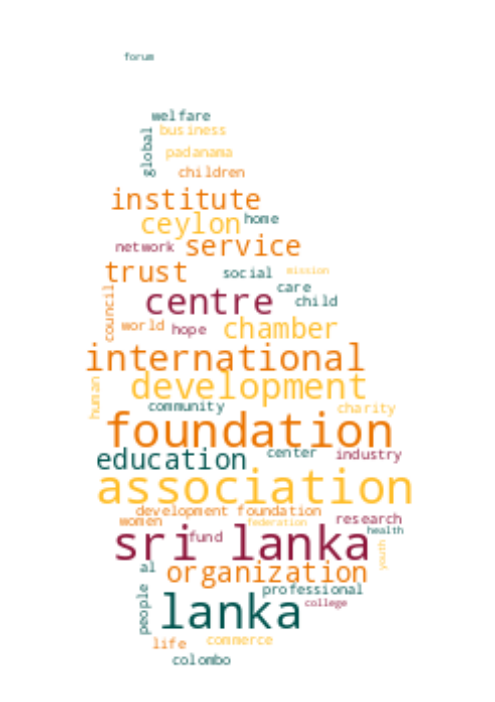 forum
welfare
business
global
padanama
children
institute
ceylon
home
network
service
trust
social
mission
care
council
centre
child
world
hope
chamber
international
human
development
community
charity
foundation
education
center
industry
association
development foundation
women
federation
research
health
sri lanka
fund
youth
al
organization
people
professional
lanka
college
life
commerce
colombo